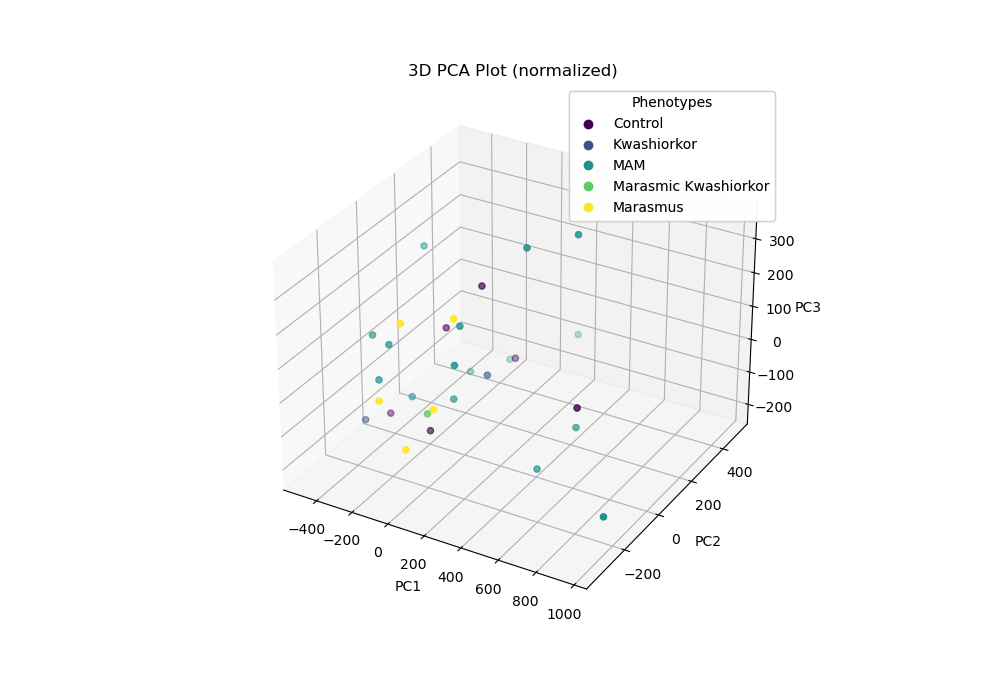 3D PCA Plot (normalized)
Phenotypes
Control
Kwashiorkor
MAM
Marasmic Kwashiorkor
Marasmus
300
200
100
0
−100
−200
PC3
400
200
0
−200
PC2
−400
−200
0
200
400
600
800
1000
PC1